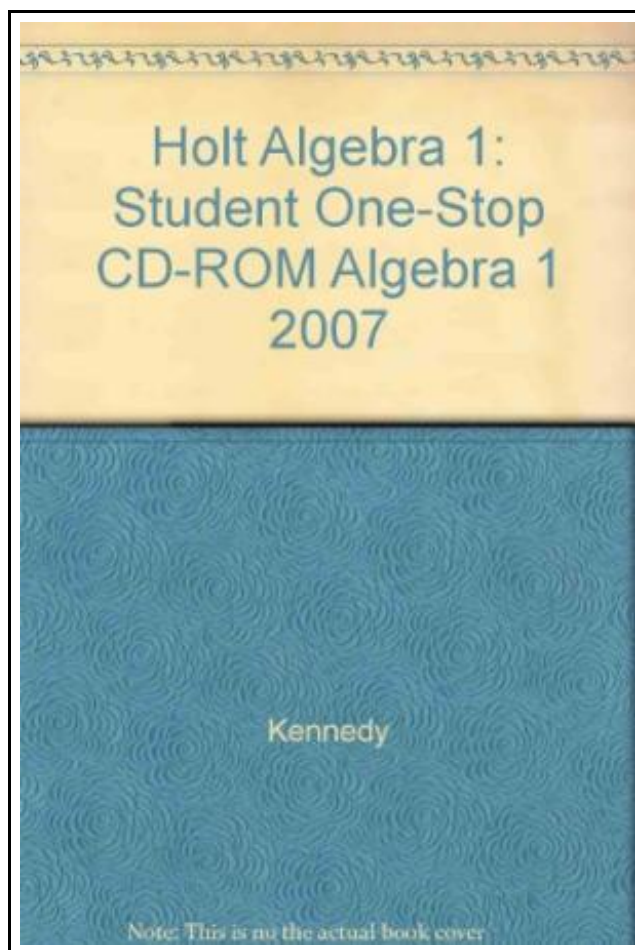 Holt Algebra 1:
Student One-Stop
CD-ROM Algebra 1
2007
Kennedy
Note: This is no the actual book cover